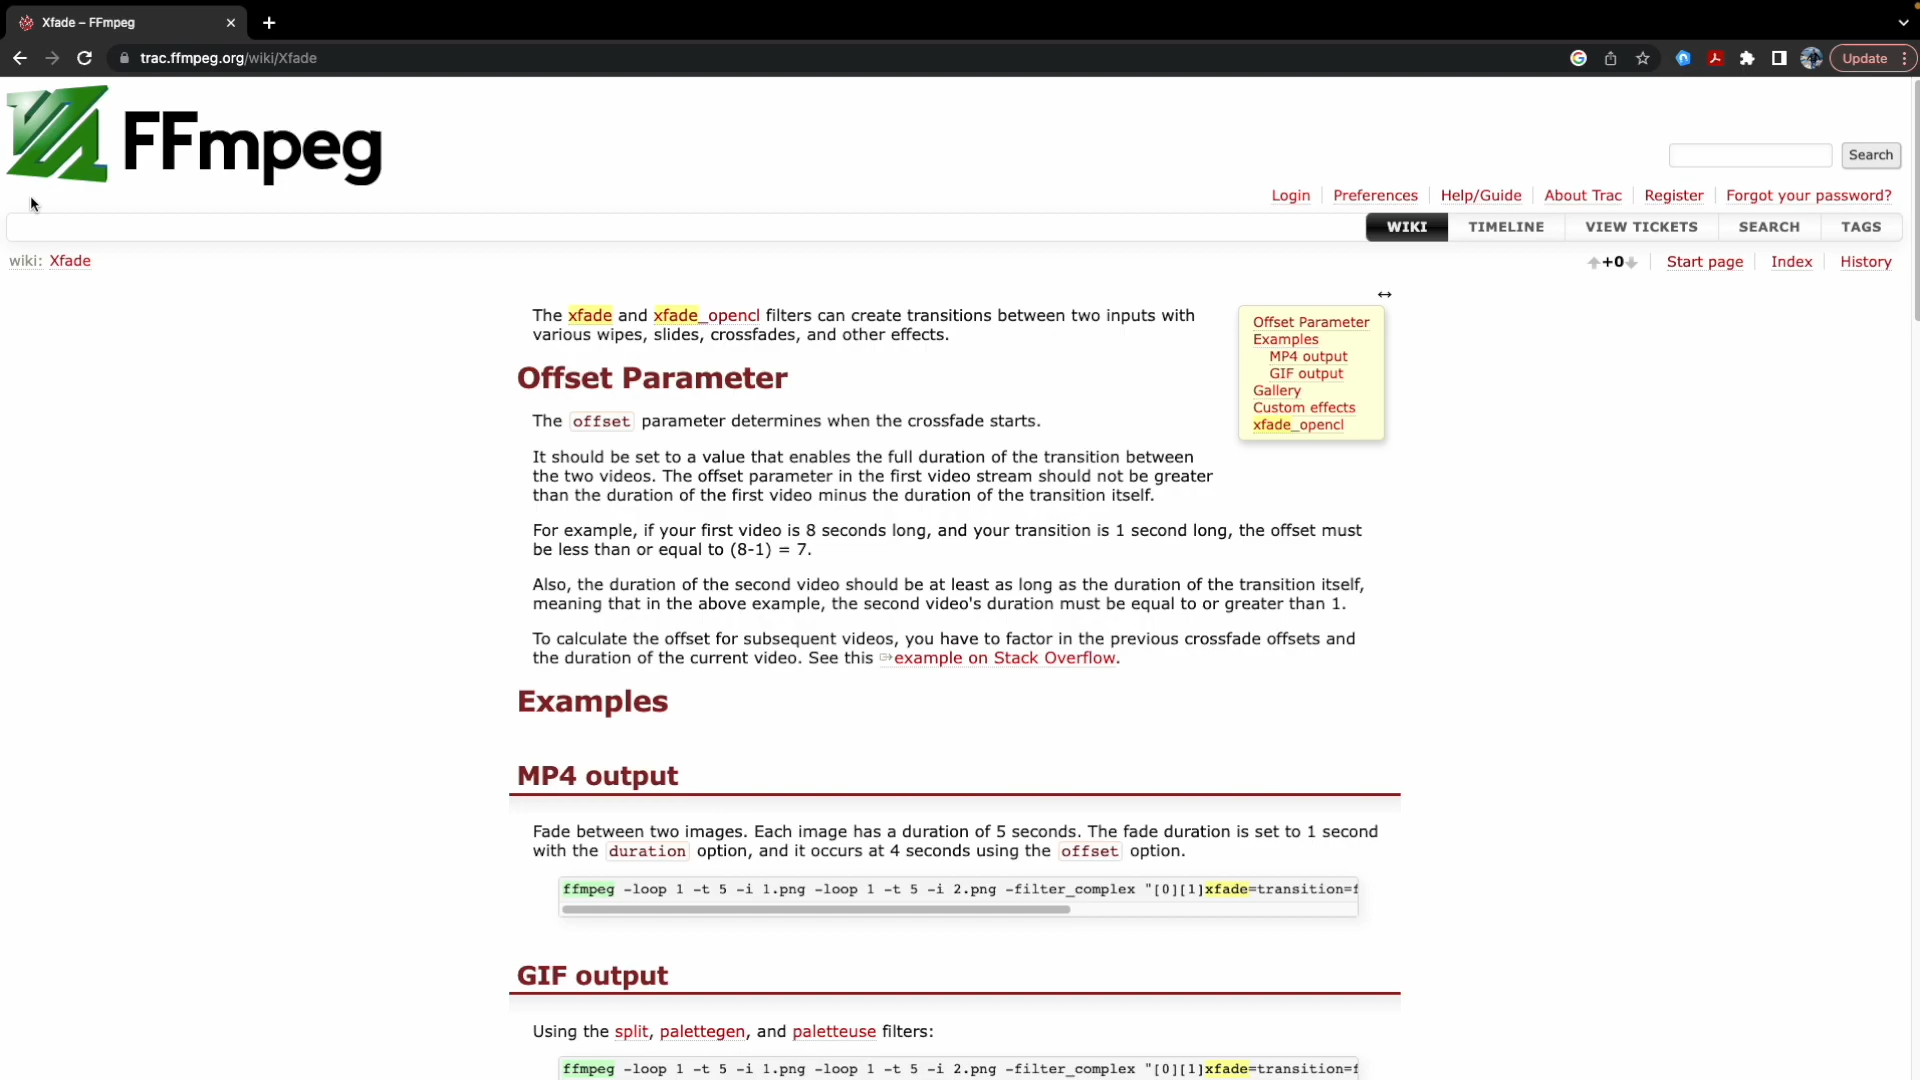 Xfade – FFmpeg
trac.ffmpeg.org/wiki/Xfade
Update
FFmpeg
Search
Login
Preferences
Help/Guide
About Trac
Register
Forgot your password?
WIKI
TIMELINE
VIEW TICKETS
SEARCH
TAGS
wiki: Xfade
+0
Start page
Index
History
The xfade and xfade_opencl filters can create transitions between two inputs with
various wipes, slides, crossfades, and other effects.
Offset Parameter
Examples
MP4 output
GIF output
Gallery
Custom effects
xfade_opencl
Offset Parameter
The offset parameter determines when the crossfade starts.
It should be set to a value that enables the full duration of the transition between
the two videos. The offset parameter in the first video stream should not be greater
than the duration of the first video minus the duration of the transition itself.
For example, if your first video is 8 seconds long, and your transition is 1 second long, the offset must
be less than or equal to (8-1) = 7.
Also, the duration of the second video should be at least as long as the duration of the transition itself,
meaning that in the above example, the second video's duration must be equal to or greater than 1.
To calculate the offset for subsequent videos, you have to factor in the previous crossfade offsets and
the duration of the current video. See this example on Stack Overflow.
Examples
MP4 output
Fade between two images. Each image has a duration of 5 seconds. The fade duration is set to 1 second
with the duration option, and it occurs at 4 seconds using the offset option.
ffmpeg -loop 1 -t 5 -i 1.png -loop 1 -t 5 -i 2.png -filter_complex "[0][1]xfade=transition=f
GIF output
Using the split, palettegen, and paletteuse filters:
ffmpeg -loop 1 -t 5 -i 1.png -loop 1 -t 5 -i 2.png -filter_complex "[0][1]xfade=transition=f